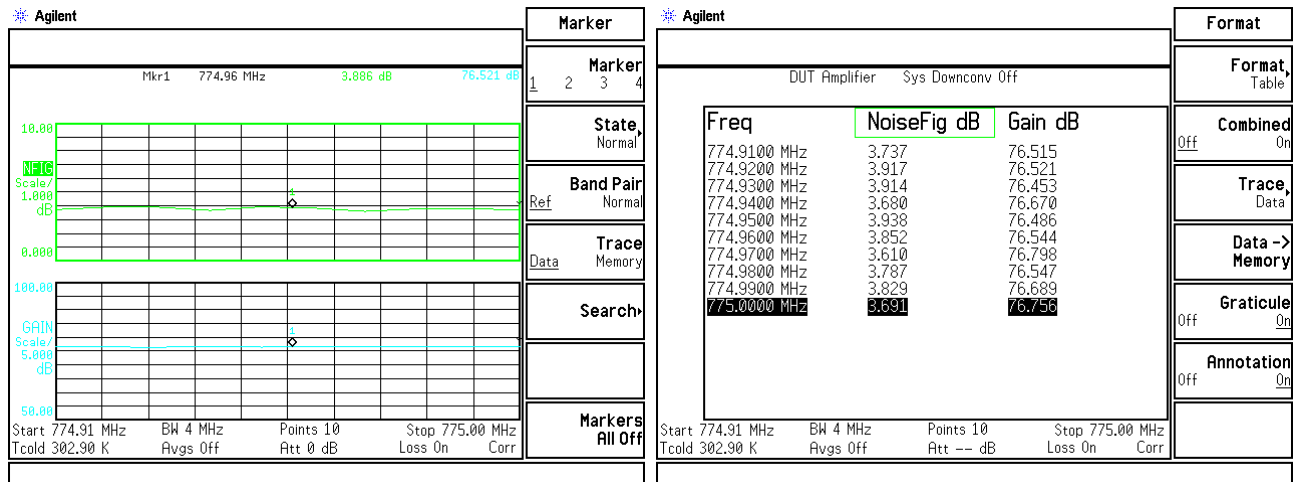 Agilent
Marker
Mkr1 774.96 MHz 3.886 dB 76.521 dB
Marker
1 2 3 4
10.00
NFIG
Scale/
1.000
dB
0.000
1
State
Normal
Band Pair
Ref Normal
Trace
Data Memory
100.00
GAIN
Scale/
5.000
dB
50.00
1
Search
Markers
All Off
Start 774.91 MHz BW 4 MHz Points 10 Stop 775.00 MHz
Tcold 302.90 K Avgs Off Att 0 dB Loss On Corr
Agilent
Format
DUT Amplifier Sys Downconv Off
Format
Table
Freq NoiseFig dB Gain dB
774.9100 MHz 3.737 76.515
774.9200 MHz 3.917 76.521
774.9300 MHz 3.914 76.453
774.9400 MHz 3.680 76.670
774.9500 MHz 3.938 76.486
774.9600 MHz 3.852 76.544
774.9700 MHz 3.610 76.798
774.9800 MHz 3.787 76.547
774.9900 MHz 3.829 76.689
775.0000 MHz 3.691 76.756
Combined
Off On
Trace
Data
Data ->
Memory
Graticule
Off On
Annotation
Off On
Start 774.91 MHz BW 4 MHz Points 10 Stop 775.00 MHz
Tcold 302.90 K Avgs Off Att -- dB Loss On Corr